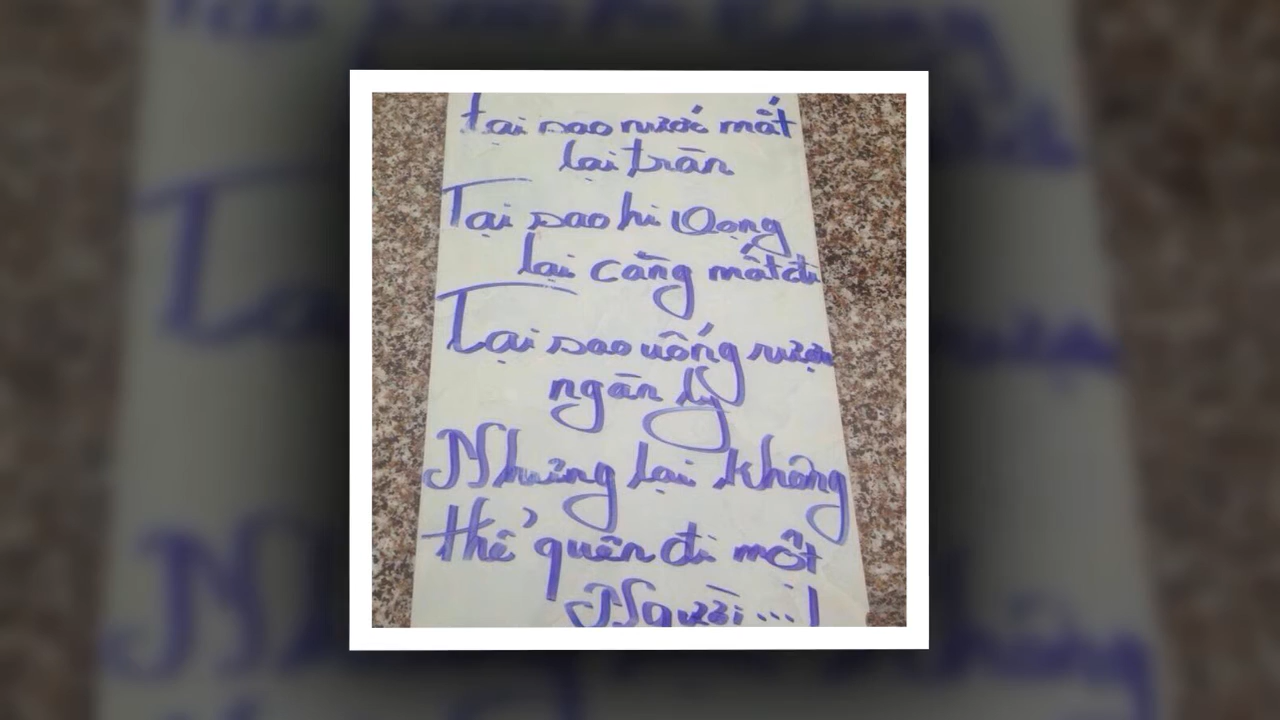 Tại sao nước mắt
lại tràn
Tại sao hi vọng
lại càng mất đi
Tại sao uống rượu
ngàn ly
Nhưng lại không
thể quên đi một
Người...!